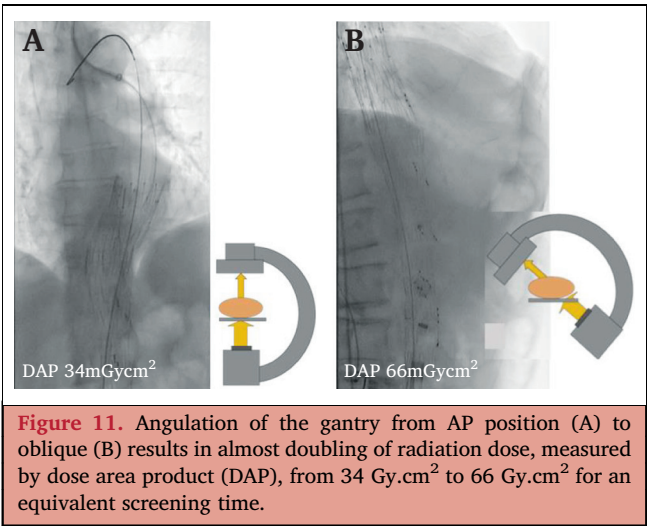 A
B
DAP 34mGycm²
DAP 66mGycm²
Figure 11. Angulation of the gantry from AP position (A) to
oblique (B) results in almost doubling of radiation dose, measured
by dose area product (DAP), from 34 Gy.cm² to 66 Gy.cm² for an
equivalent screening time.